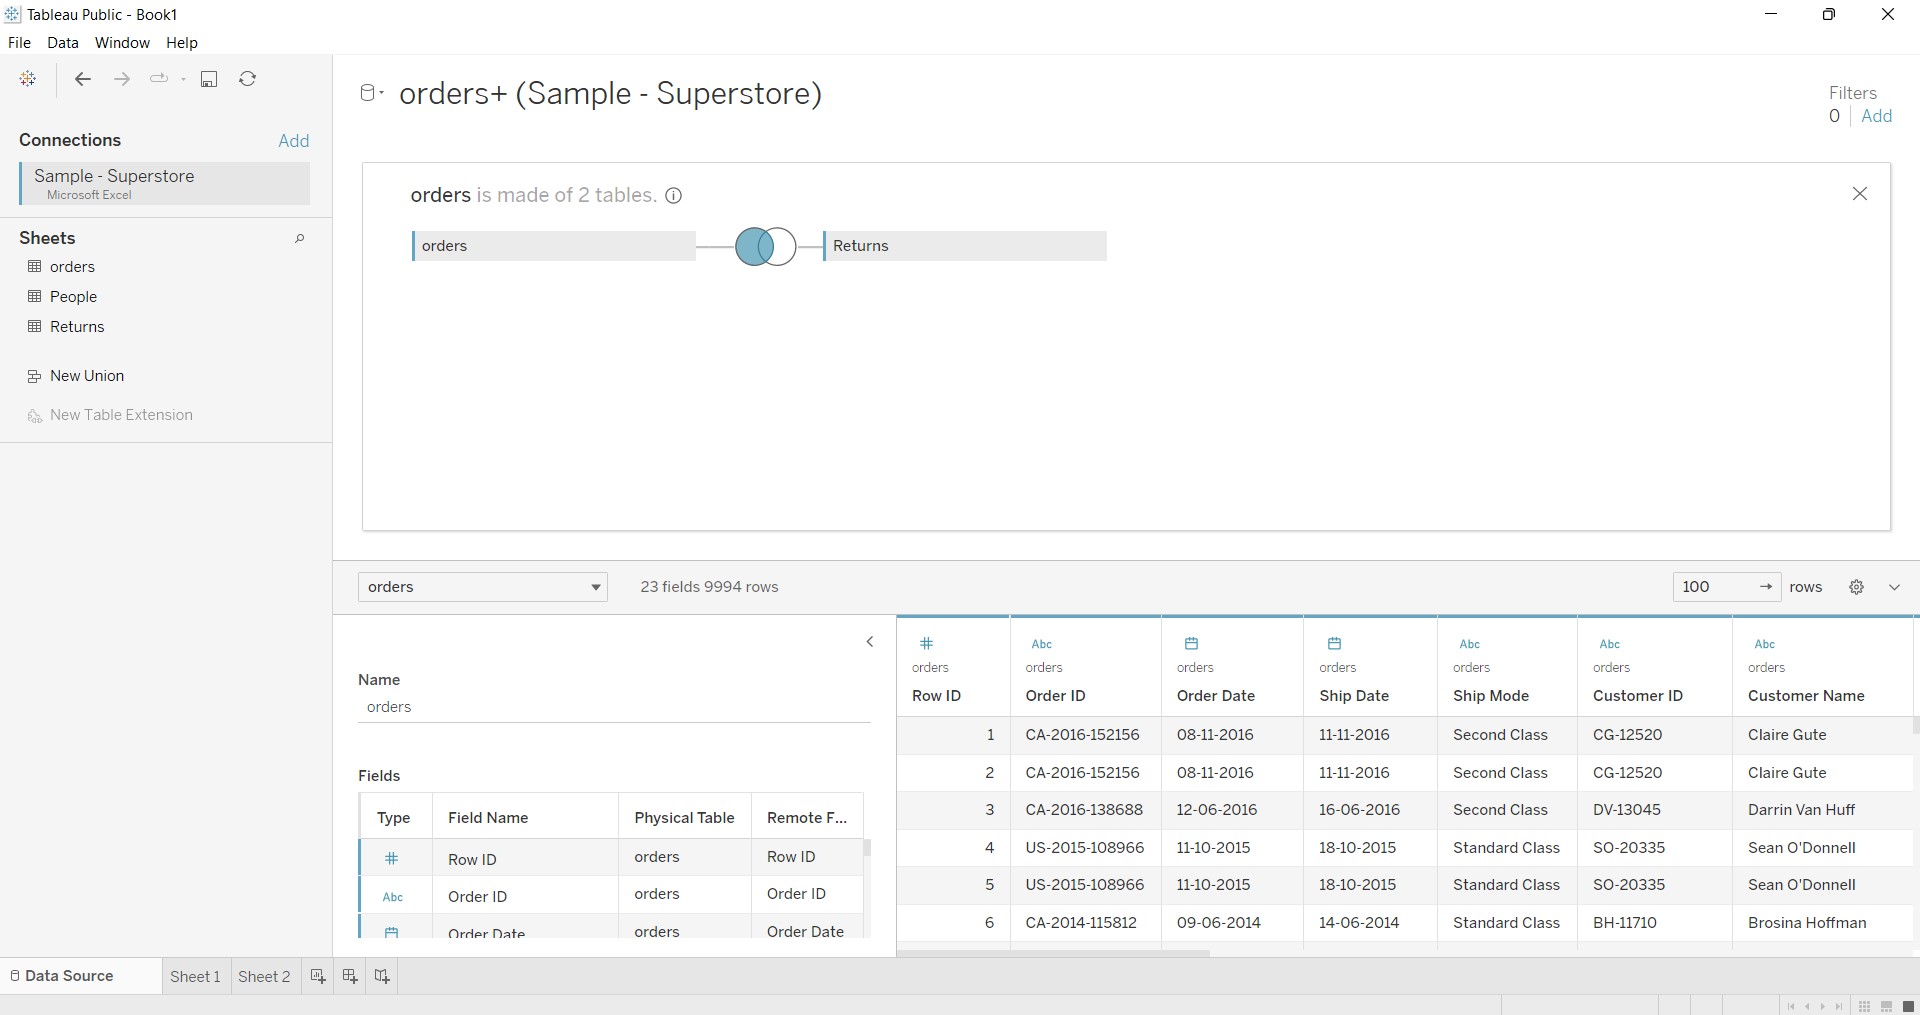 Tableau Public - Book1
File Data Window Help
orders+ (Sample - Superstore)
Filters
0 Add
Connections Add
Sample - Superstore
Microsoft Excel
Sheets
orders
People
Returns
New Union
New Table Extension
orders is made of 2 tables.
orders Returns
orders 23 fields 9994 rows 100 → rows
Name
orders
Fields
Type Field Name Physical Table Remote F...
# Row ID orders Row ID
Abc Order ID orders Order ID
Order Date orders Order Date
# Abc Abc Abc Abc
orders orders orders orders orders orders orders
Row ID Order ID Order Date Ship Date Ship Mode Customer ID Customer Name
1 CA-2016-152156 08-11-2016 11-11-2016 Second Class CG-12520 Claire Gute
2 CA-2016-152156 08-11-2016 11-11-2016 Second Class CG-12520 Claire Gute
3 CA-2016-138688 12-06-2016 16-06-2016 Second Class DV-13045 Darrin Van Huff
4 US-2015-108966 11-10-2015 18-10-2015 Standard Class SO-20335 Sean O'Donnell
5 US-2015-108966 11-10-2015 18-10-2015 Standard Class SO-20335 Sean O'Donnell
6 CA-2014-115812 09-06-2014 14-06-2014 Standard Class BH-11710 Brosina Hoffman
Data Source Sheet 1 Sheet 2